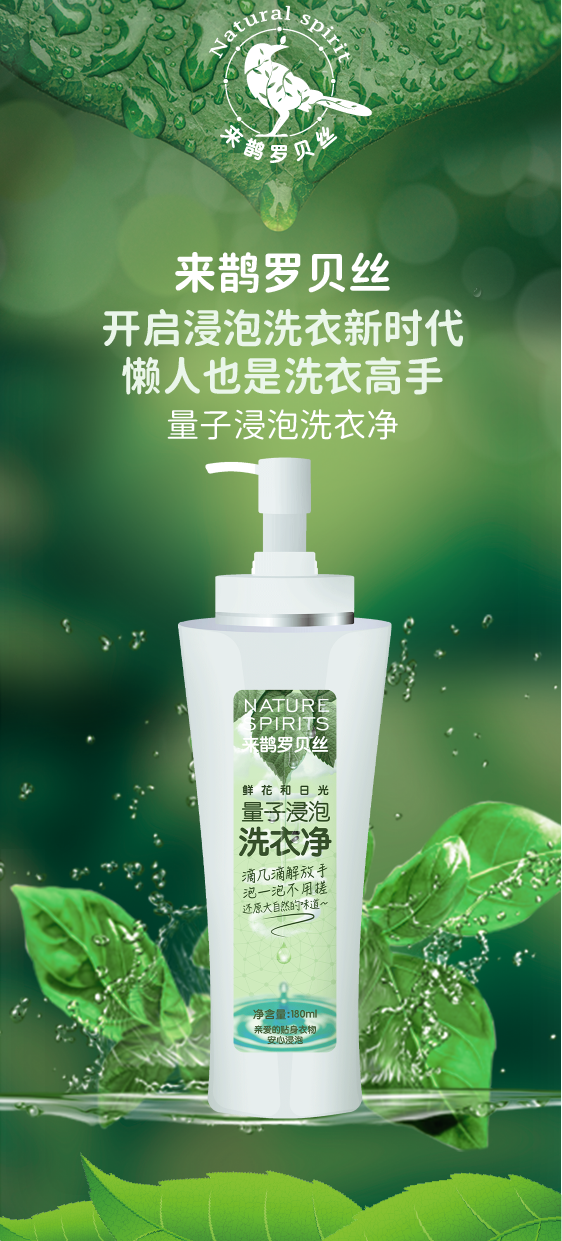 Natural spirit
来鹊罗贝丝
来鹊罗贝丝
开启浸泡洗衣新时代
懒人也是洗衣高手
量子浸泡洗衣净
NATURE
SPIRITS
来鹊罗贝丝
鲜花和日光
量子浸泡
洗衣净
滴几滴解放手
泡一泡不用搓
还原大自然的味道~
净含量:180ml
亲爱的贴身衣物
安心浸泡